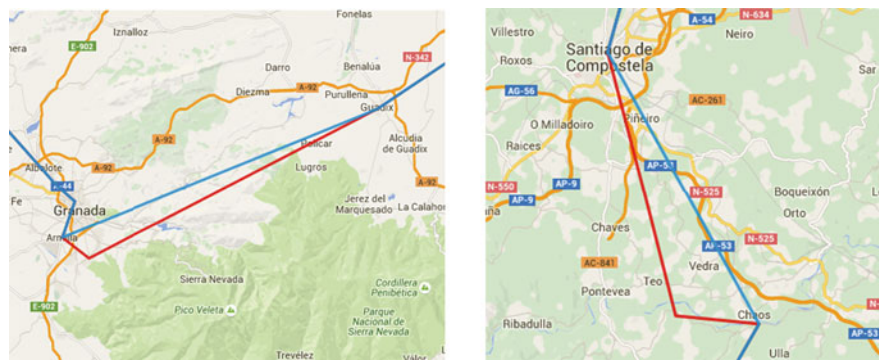 Fonelas
Iznalloz
E-902
N-342
Darro
Benalúa
A-92
Diezma
Purullena
Guadix
A-92
Alcudia
de Guadix
Policar
Lugros
A-92
Albolote
A-44
Fe
Granada
Jerez del
Marquesado
La Calahor
A-92
Armilla
Sierra Nevada
Cordillera
Penibética
E-902
Pico Veleta
Parque
Nacional de
Sierra Nevada
Trevélez
Válor
A-54
N-634
Villestro
Neiro
Santiago de
Compostela
Roxos
Sar
AG-56
AC-261
O Milladoiro
Piñeiro
Raices
AP-53
N-550
AP-9
AP-9
N-525
Boqueixón
Orto
Chaves
N-525
AP-53
AC-841
Vedra
Teo
Pontevea
Ribadulla
Chaos
N-
AP-53
Ulla